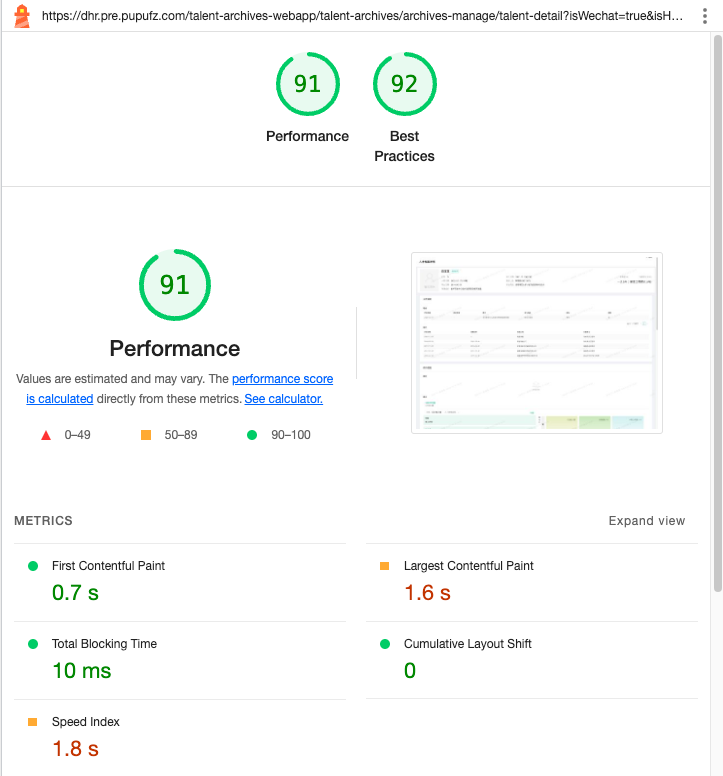 https://dhr.pre.pupufz.com/talent-archives-webapp/talent-archives/archives-manage/talent-detail?isWechat=true&isH…
91
92
Performance
Best
Practices
91
Performance
Values are estimated and may vary. The performance score
is calculated directly from these metrics. See calculator.
0–49
50–89
90–100
METRICS
Expand view
First Contentful Paint
0.7 s
Largest Contentful Paint
1.6 s
Total Blocking Time
10 ms
Cumulative Layout Shift
0
Speed Index
1.8 s